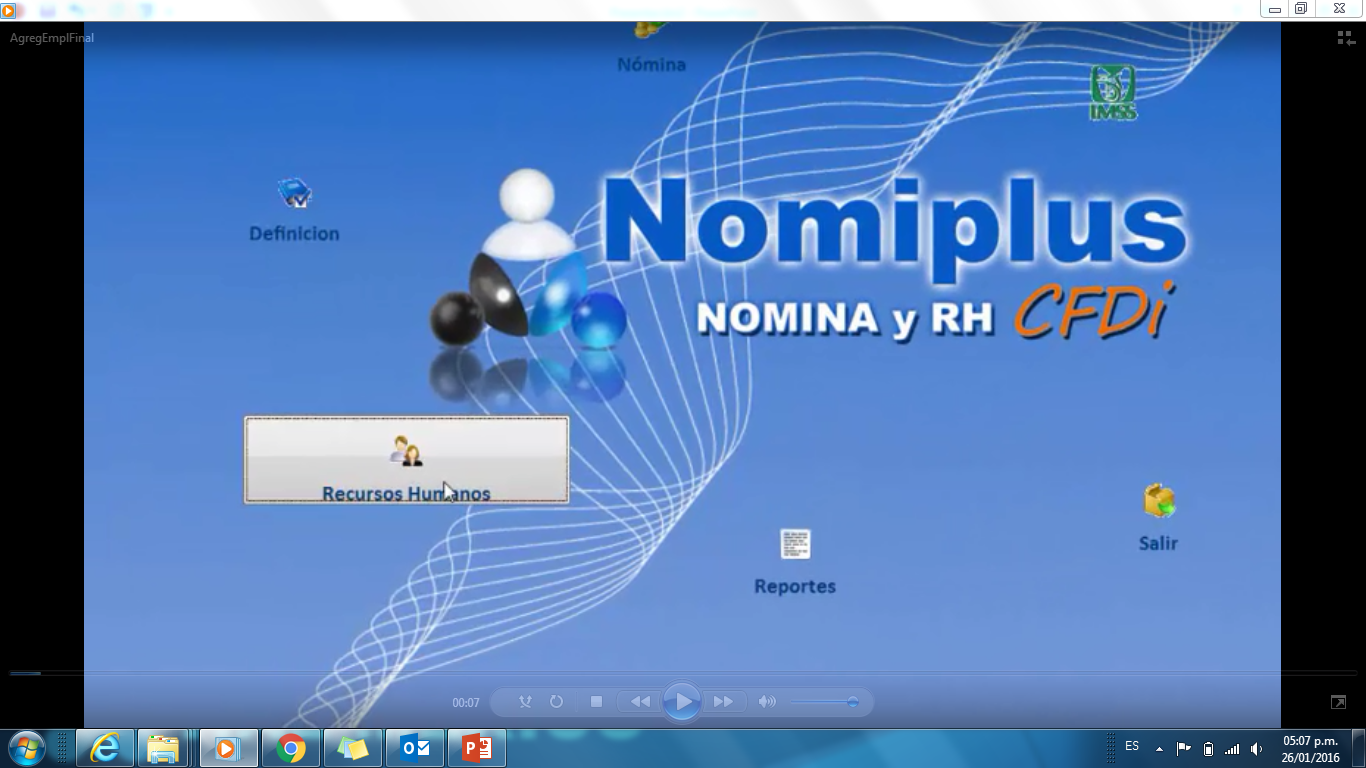 AgregEmplFinal
Nómina
IMSS
Definicion
Nomiplus
NOMINA y RH CFDi
Recursos Humanos
Salir
Reportes
00:07
ES
05:07 p.m.
26/01/2016